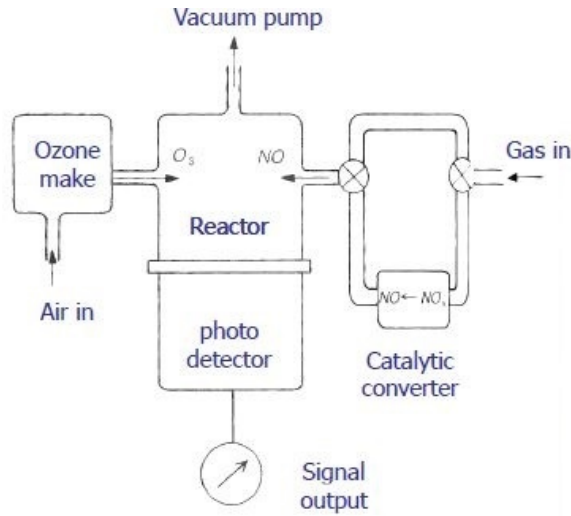 Vacuum pump
Ozone
make
O₃
NO
Gas in
Reactor
Air in
photo
detector
NO ← NOₓ
Catalytic
converter
Signal
output